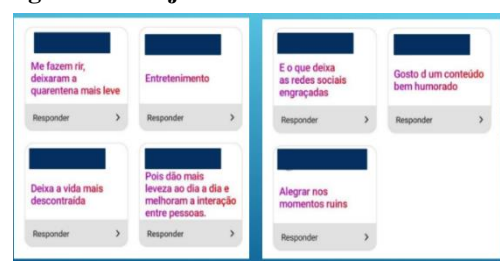 Me fazem rir,
deixaram a
quarentena mais leve
Responder >
Entretenimento
Responder >
E o que deixa
as redes sociais
engraçadas
Responder >
Gosto d um conteúdo
bem humorado
Responder >
Deixa a vida mais
descontraída
Responder >
Pois dão mais
leveza ao dia a dia e
melhoram a interação
entre pessoas.
Responder >
Alegrar nos
momentos ruins
Responder >